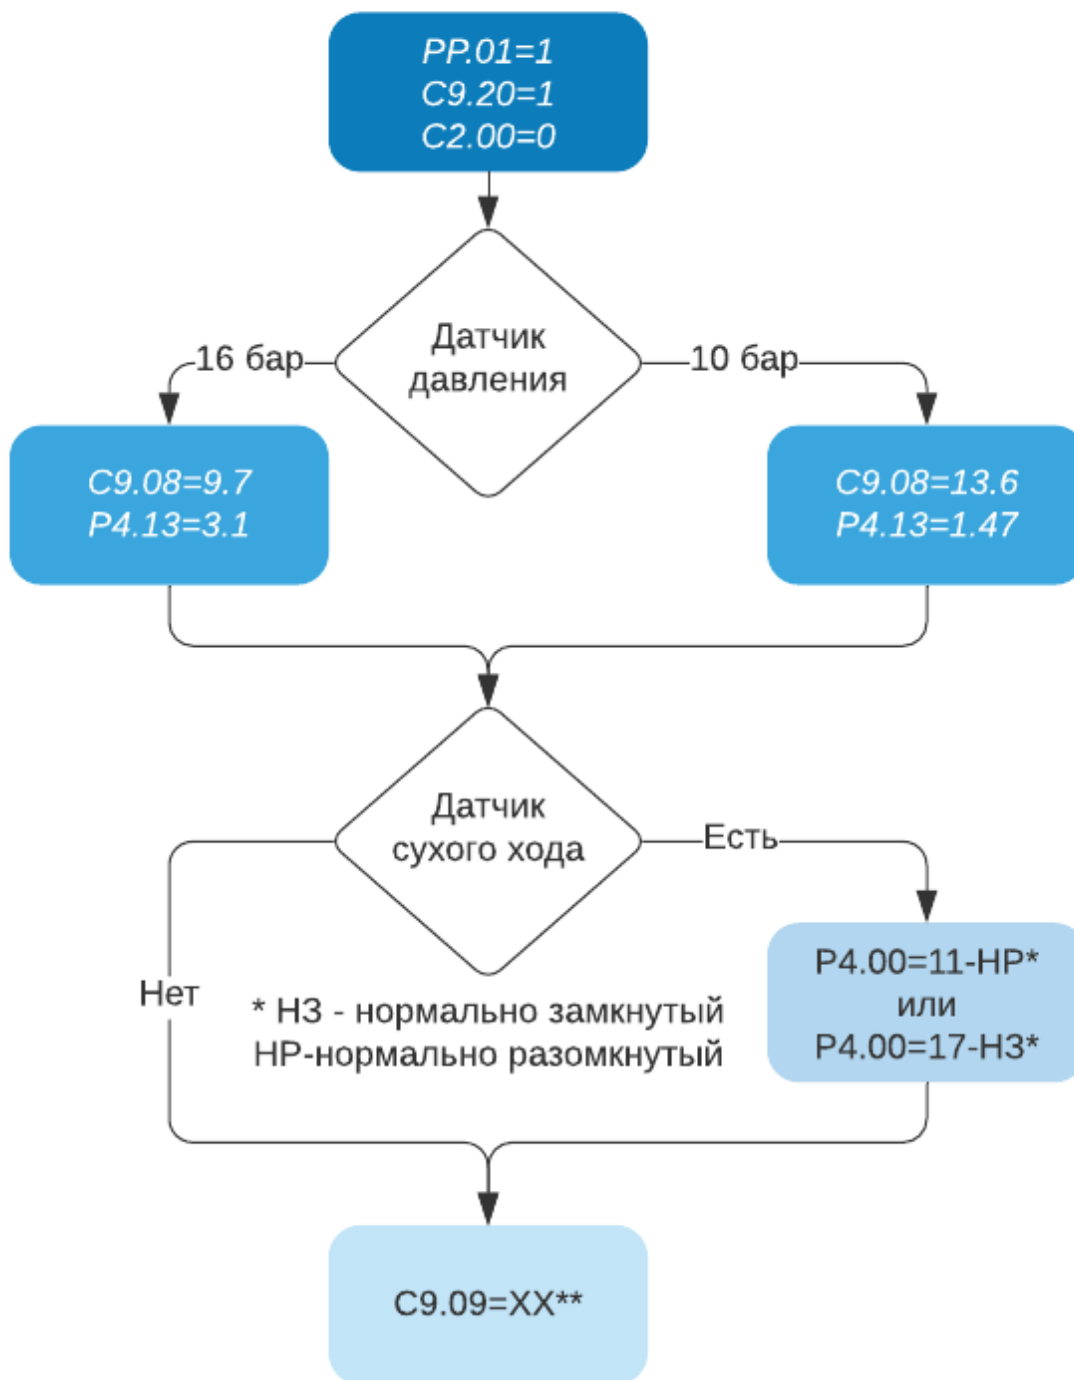 PP.01=1
C9.20=1
C2.00=0
Датчик
давления
16 бар
10 бар
C9.08=9.7
P4.13=3.1
C9.08=13.6
P4.13=1.47
Датчик
сухого хода
Есть
Нет
P4.00=11-НР*
или
P4.00=17-НЗ*
* НЗ - нормально замкнутый
НР-нормально разомкнутый
C9.09=XX**